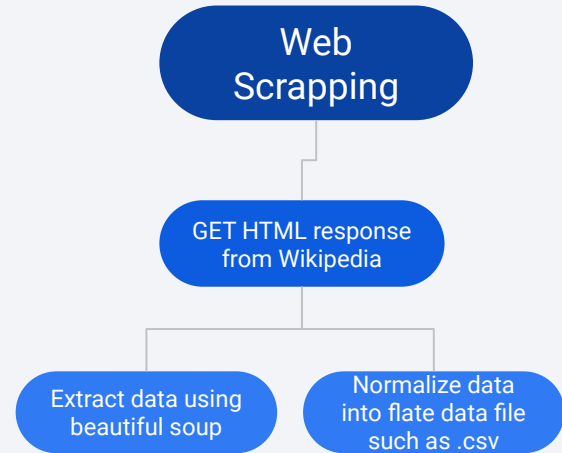 Web
Scrapping
GET HTML response
from Wikipedia
Extract data using
beautiful soup
Normalize data
into flate data file
such as .csv